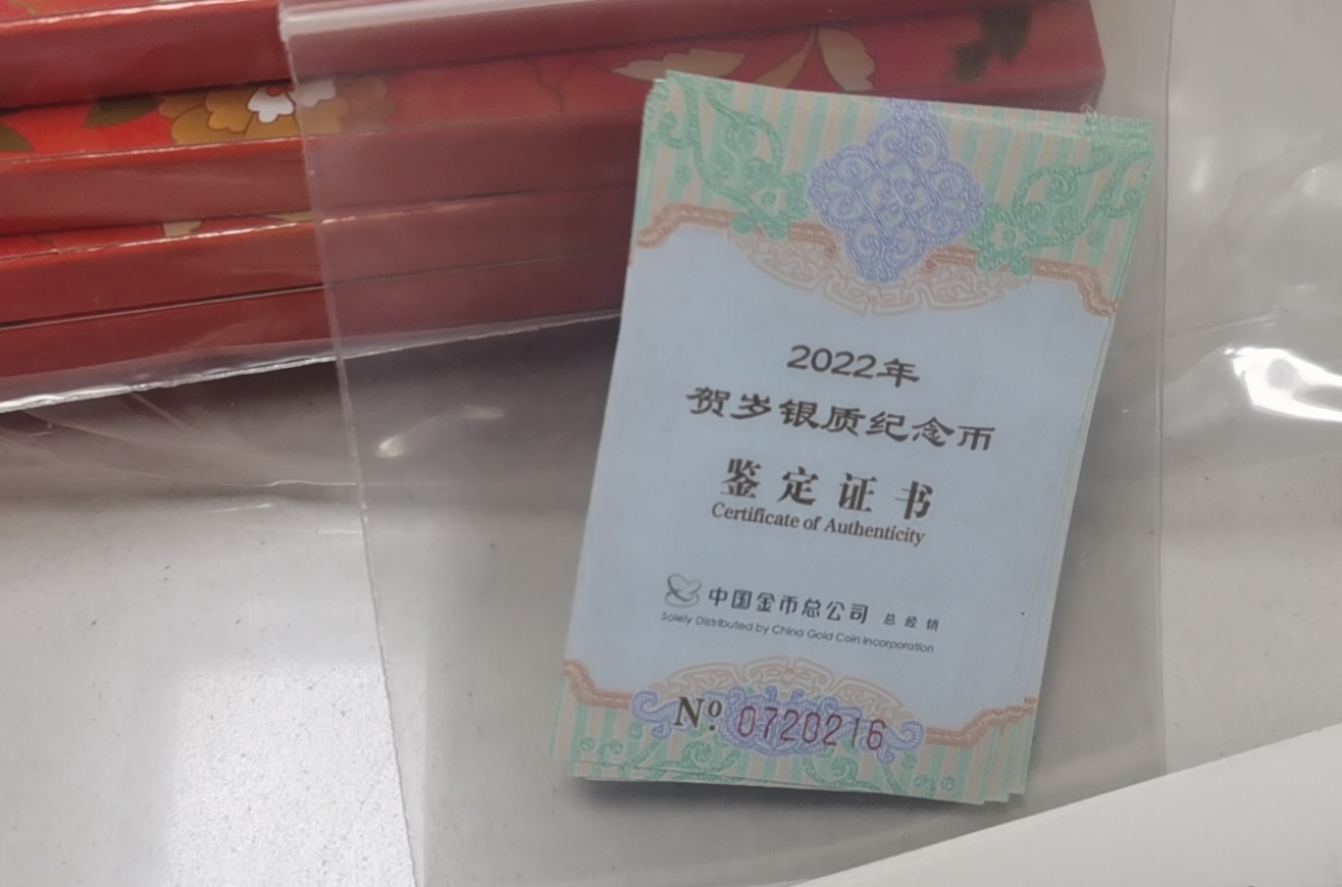 2022年
贺岁银质纪念币
鉴定证书
Certificate of Authenticity
中国金币总公司 总经销
Solely Distributed by China Gold Coin Incorporation
Nº 0720216